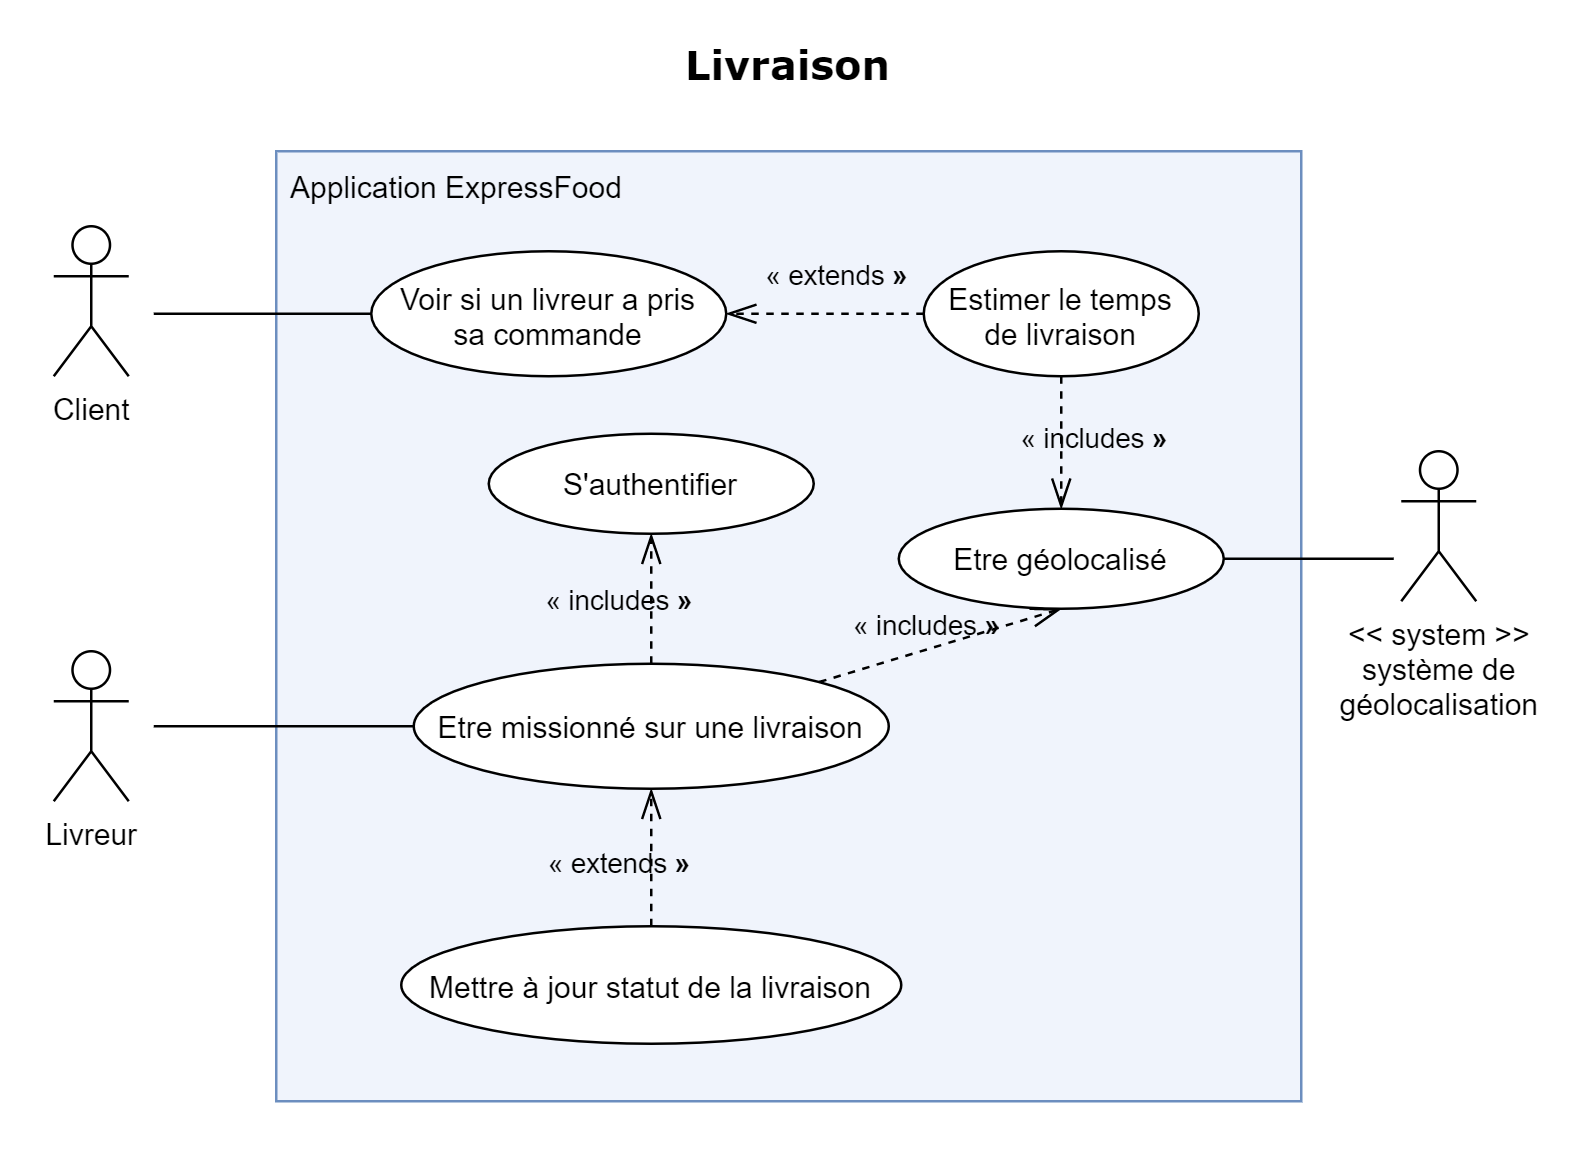 Livraison
Application ExpressFood
Voir si un livreur a pris
sa commande
« extends »
Estimer le temps
de livraison
Client
« includes »
S'authentifier
Etre géolocalisé
« includes »
« includes »
<< system >>
système de
géolocalisation
Etre missionné sur une livraison
Livreur
« extends »
Mettre à jour statut de la livraison